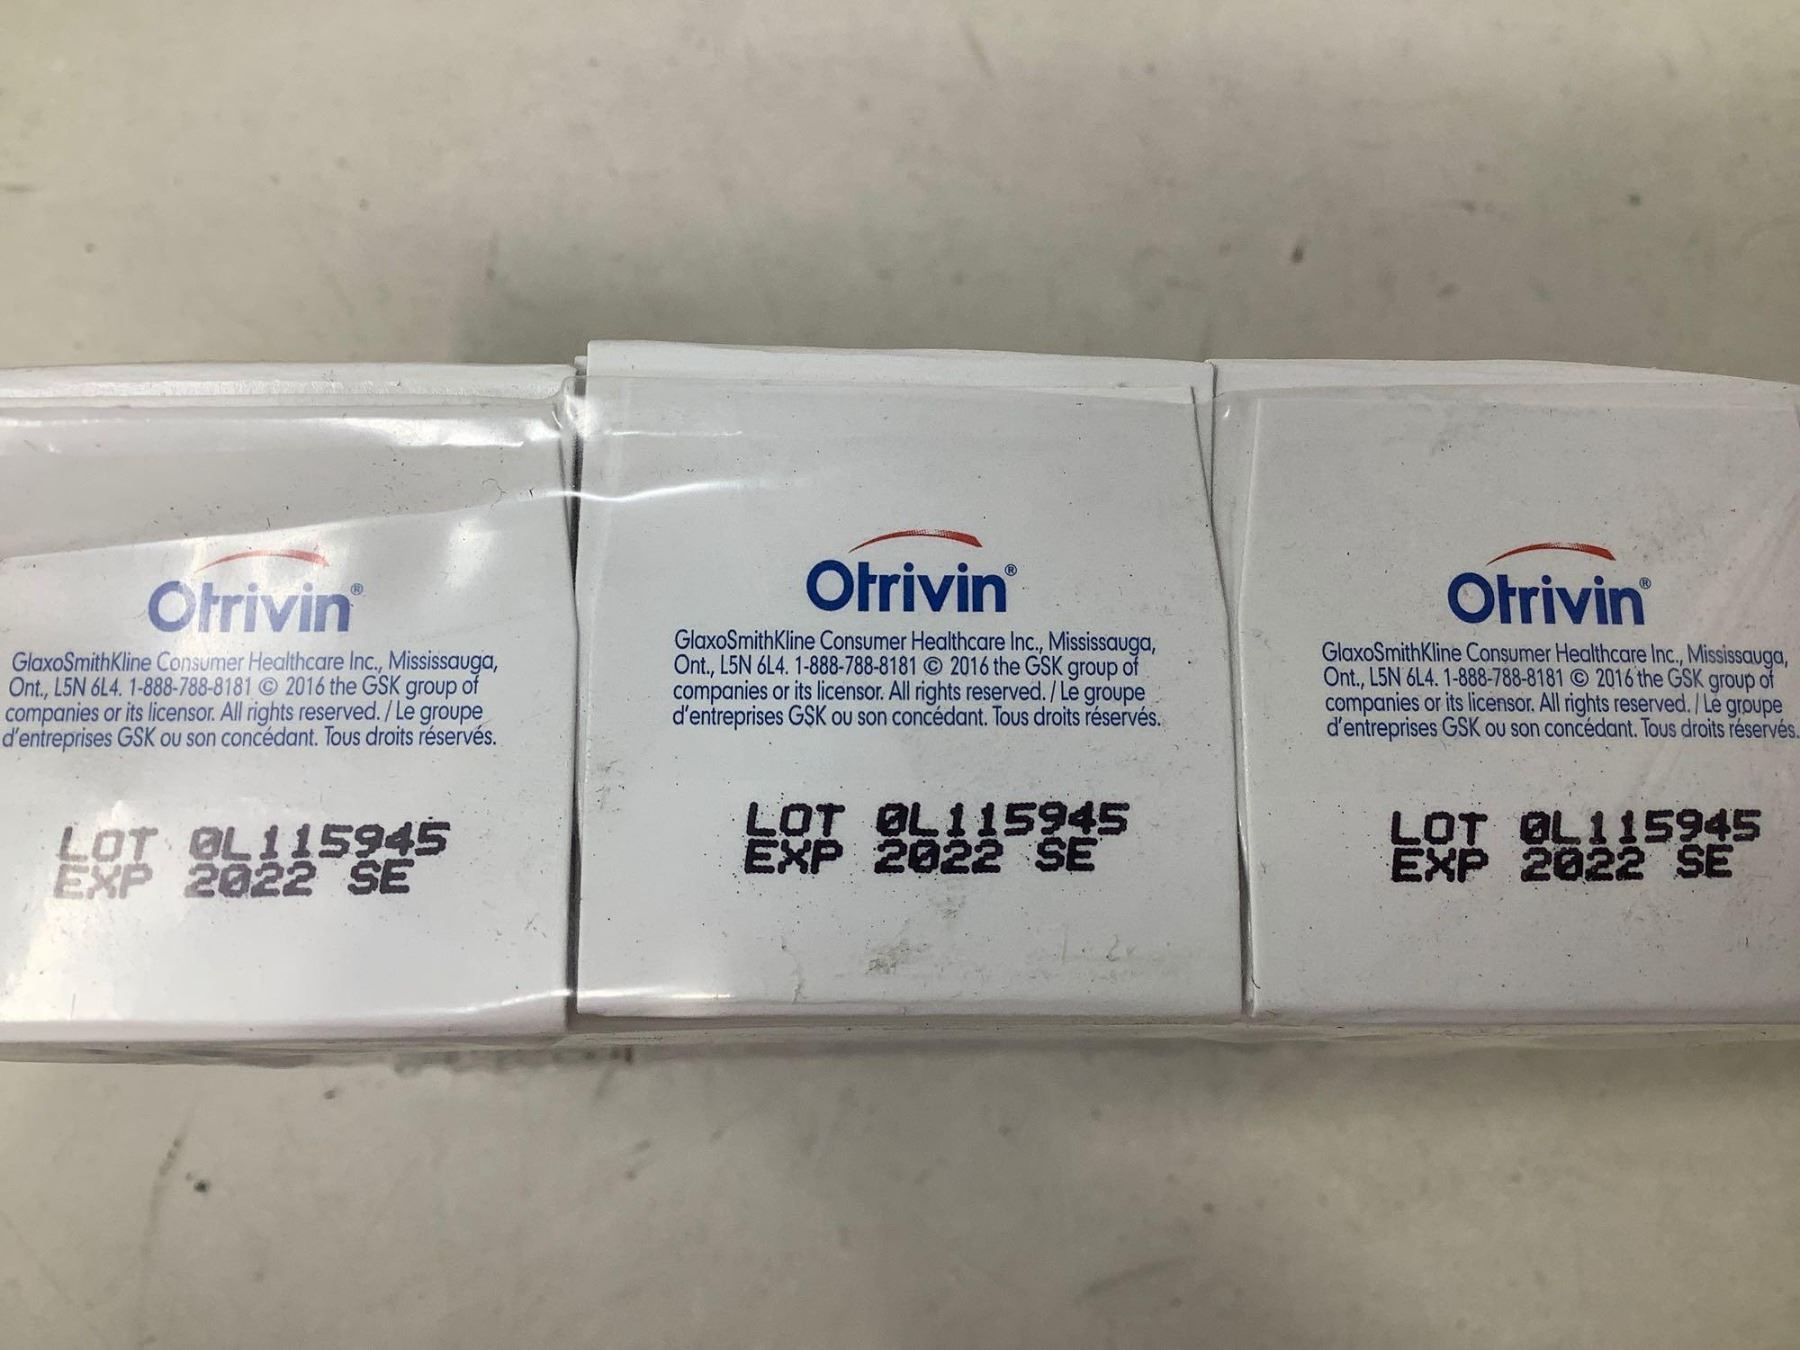 Otrivin®
GlaxoSmithKline Consumer Healthcare Inc., Mississauga,
Ont., L5N 6L4. 1-888-788-8181 © 2016 the GSK group of
companies or its licensor. All rights reserved. / Le groupe
d'entreprises GSK ou son concédant. Tous droits réservés.
LOT 0L115945
EXP 2022 SE
Otrivin®
GlaxoSmithKline Consumer Healthcare Inc., Mississauga,
Ont., L5N 6L4. 1-888-788-8181 © 2016 the GSK group of
companies or its licensor. All rights reserved. / Le groupe
d'entreprises GSK ou son concédant. Tous droits réservés.
LOT 0L115945
EXP 2022 SE
Otrivin®
GlaxoSmithKline Consumer Healthcare Inc., Mississauga,
Ont., L5N 6L4. 1-888-788-8181 © 2016 the GSK group of
companies or its licensor. All rights reserved. / Le groupe
d'entreprises GSK ou son concédant. Tous droits réservés.
LOT 0L115945
EXP 2022 SE